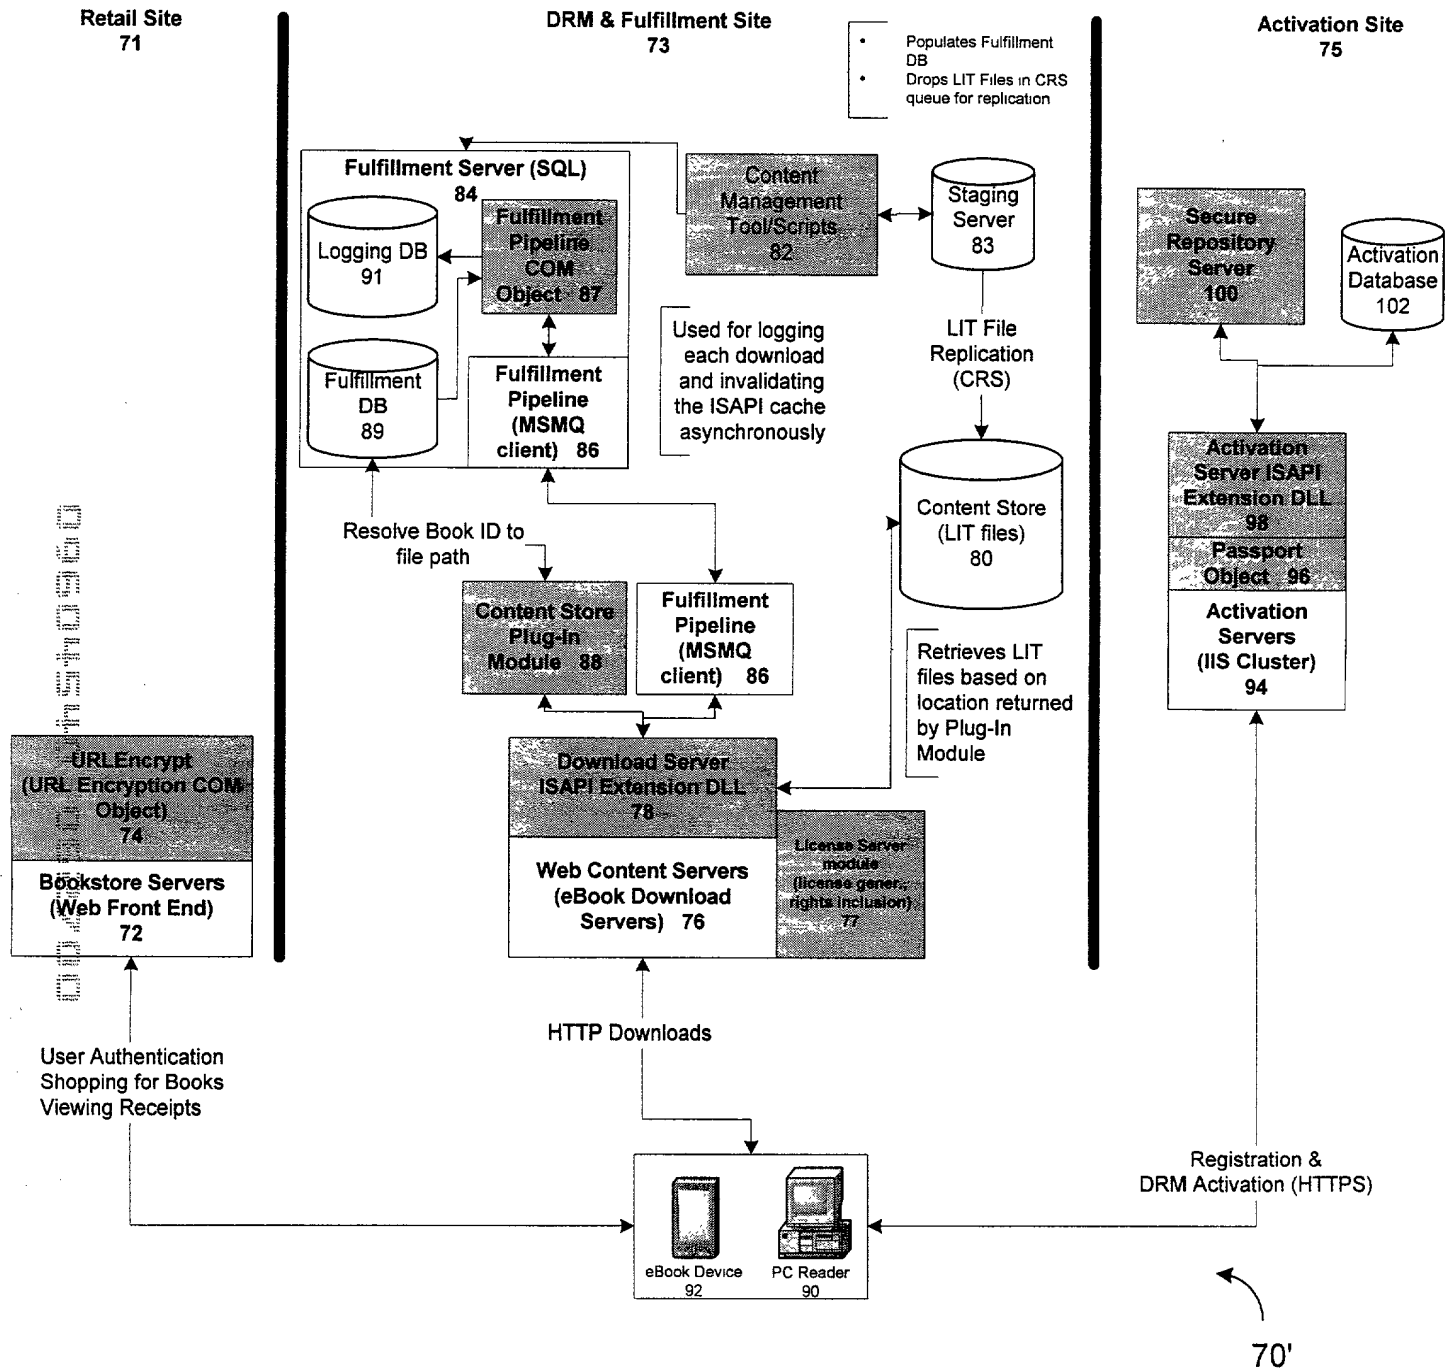 Retail Site
71
DRM & Fulfillment Site
73
Activation Site
75
• Populates Fulfillment
DB
• Drops LIT Files in CRS
queue for replication
Fulfillment Server (SQL)
84
Logging DB
91
Fulfillment
Pipeline
COM
Object 87
Fulfillment
DB
89
Fulfillment
Pipeline
(MSMQ
client) 86
Content
Management
Tool/Scripts
82
Staging
Server
83
Used for logging
each download
and invalidating
the ISAPI cache
asynchronously
LIT File
Replication
(CRS)
Content Store
(LIT files)
80
Secure
Repository
Server
100
Activation
Database
102
Activation
Server ISAPI
Extension DLL
98
Passport
Object 96
Activation
Servers
(IIS Cluster)
94
Resolve Book ID to
file path
Content Store
Plug-In
Module 88
Fulfillment
Pipeline
(MSMQ
client) 86
Retrieves LIT
files based on
location returned
by Plug-In
Module
URLEncrypt
(URL Encryption COM
Object)
74
Bookstore Servers
(Web Front End)
72
Download Server
ISAPI Extension DLL
78
Web Content Servers
(eBook Download
Servers) 76
License Server
module
(license gener.,
rights inclusion)
77
HTTP Downloads
User Authentication
Shopping for Books
Viewing Receipts
Registration &
DRM Activation (HTTPS)
eBook Device
92
PC Reader
90
70'